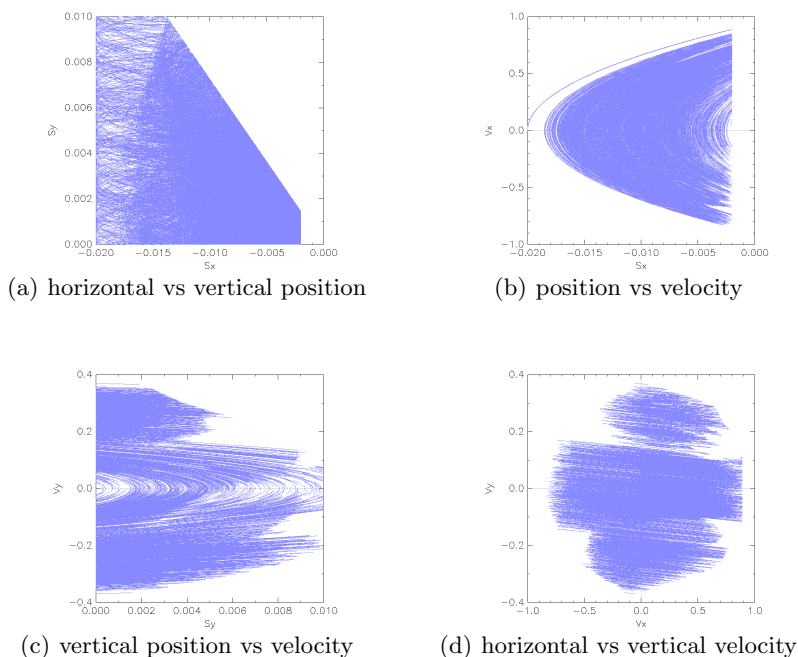 0.010
0.008
0.006
0.004
0.002
0.000
Sy
−0.020 −0.015 −0.010 −0.005 0.000
Sx
(a) horizontal vs vertical position
1.0
0.5
0.0
−0.5
−1.0
Vx
−0.020 −0.015 −0.010 −0.005 0.000
Sx
(b) position vs velocity
0.4
0.2
0.0
−0.2
−0.4
Vy
0.000 0.002 0.004 0.006 0.008 0.010
Sy
(c) vertical position vs velocity
0.4
0.2
0.0
−0.2
−0.4
Vy
−1.0 −0.5 0.0 0.5 1.0
Vx
(d) horizontal vs vertical velocity